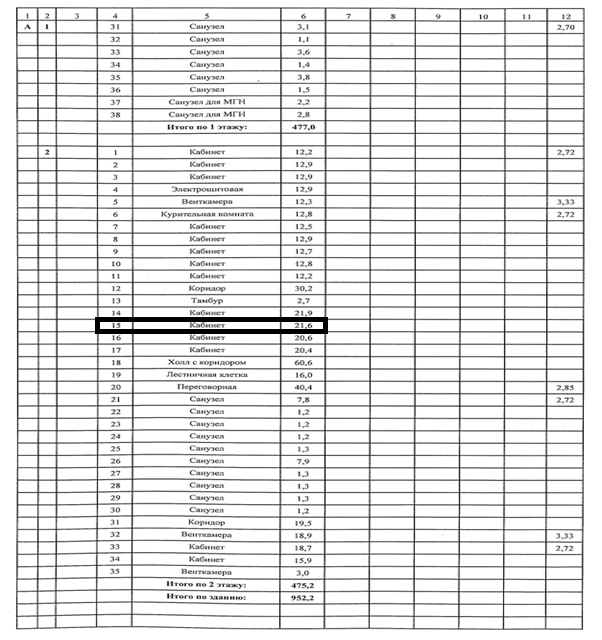 1 2 3 4 5 6 7 8 9 10 11 12
А 1 31 Санузел 3,1 2,70
32 Санузел 1,1
33 Санузел 3,6
34 Санузел 1,4
35 Санузел 3,8
36 Санузел 1,5
37 Санузел для МГН 2,2
38 Санузел для МГН 2,8
Итого по 1 этажу: 477,0
2 1 Кабинет 12,2 2,72
2 Кабинет 12,9
3 Кабинет 12,9
4 Электрощитовая 12,9
5 Венткамера 12,3 3,33
6 Курительная комната 12,8 2,72
7 Кабинет 12,5
8 Кабинет 12,9
9 Кабинет 12,7
10 Кабинет 12,8
11 Кабинет 12,2
12 Коридор 30,2
13 Тамбур 2,7
14 Кабинет 21,9
15 Кабинет 21,6
16 Кабинет 20,6
17 Кабинет 20,4
18 Холл с коридором 60,6
19 Лестничная клетка 16,0
20 Переговорная 40,4 2,85
21 Санузел 7,8 2,72
22 Санузел 1,2
23 Санузел 1,2
24 Санузел 1,2
25 Санузел 1,3
26 Санузел 7,9
27 Санузел 1,3
28 Санузел 1,3
29 Санузел 1,3
30 Санузел 1,2
31 Коридор 19,5
32 Венткамера 18,9 3,33
33 Кабинет 18,7 2,72
34 Кабинет 15,9
35 Венткамера 3,0
Итого по 2 этажу: 475,2
Итого по зданию: 952,2